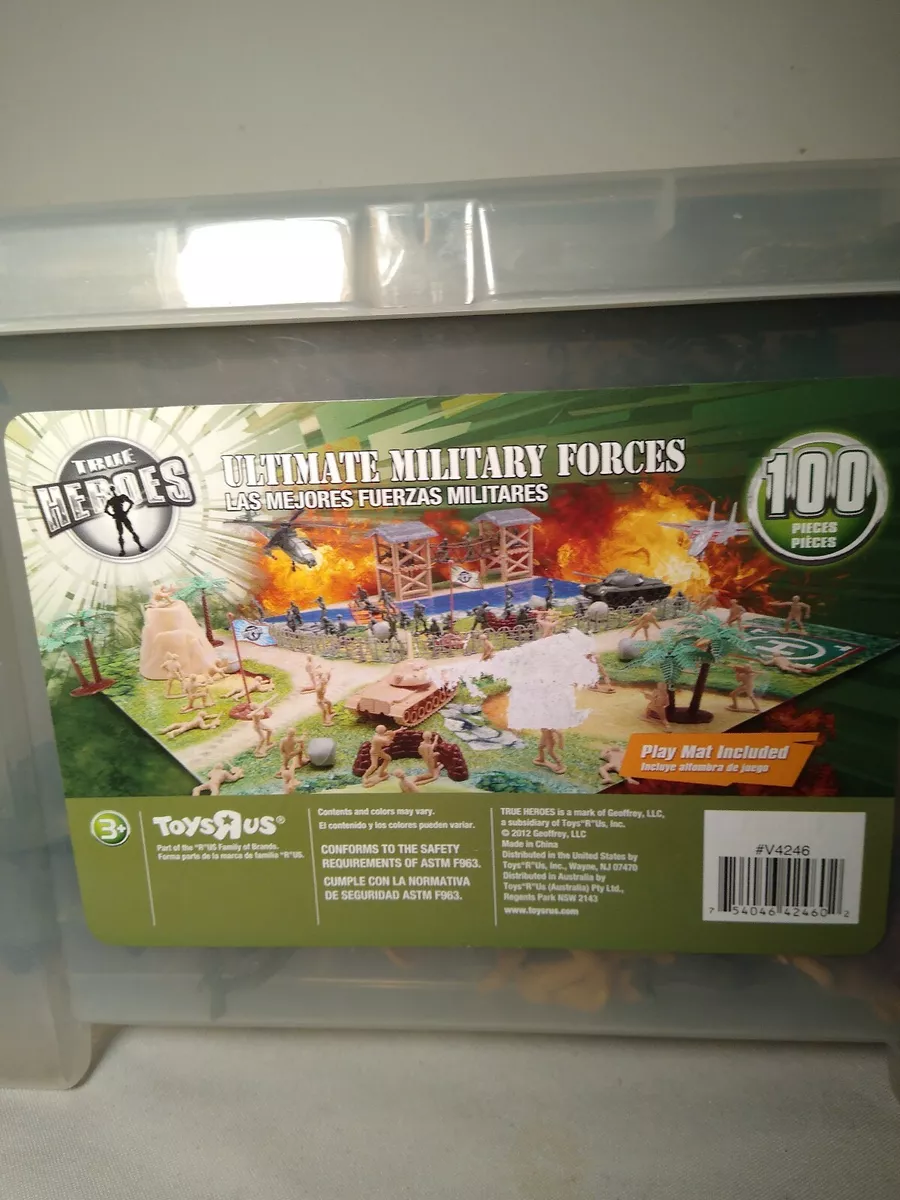 TRUE
HEROES
ULTIMATE MILITARY FORCES
LAS MEJORES FUERZAS MILITARES
100
PIECES
PIÈCES
Play Mat Included
Incluye alfombra de juego
3+
ToysRus®
Part of the "R"US Family of Brands.
Forma parte de la marca de familia "R"US.
Contents and colors may vary.
El contenido y los colores pueden variar.
CONFORMS TO THE SAFETY
REQUIREMENTS OF ASTM F963.
CUMPLE CON LA NORMATIVA
DE SEGURIDAD ASTM F963.
TRUE HEROES is a mark of Geoffrey, LLC,
a subsidiary of Toys"R"Us, Inc.
© 2012 Geoffrey, LLC
Made in China
Distributed in the United States by
Toys"R"Us, Inc., Wayne, NJ 07470
Distributed in Australia by
Toys"R"Us (Australia) Pty Ltd.,
Regents Park NSW 2143
www.toysrus.com
#V4246
7 54046 42460 2